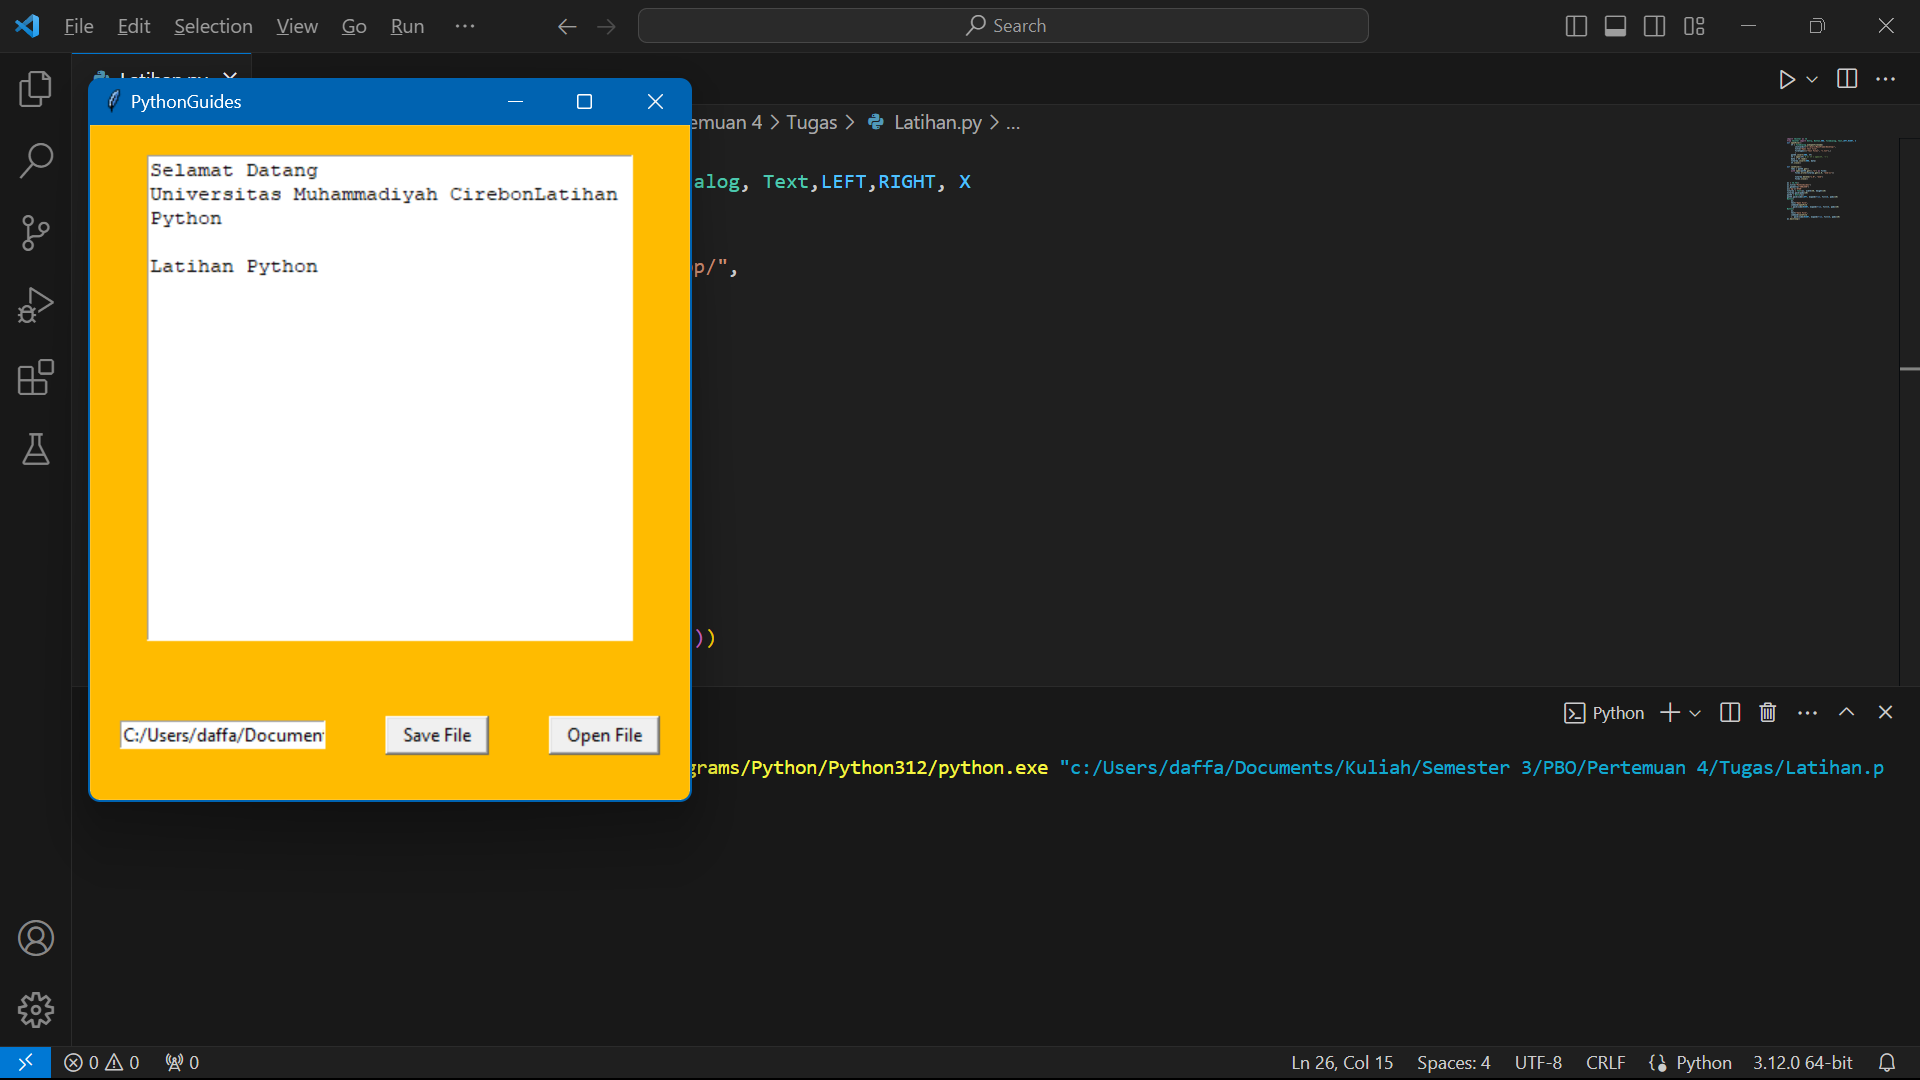 File Edit Selection View Go Run ···
Search
PythonGuides
Tugas > Latihan.py > ...
Selamat Datang
Universitas Muhammadiyah CirebonLatihan
Python
Latihan Python
alog, Text,LEFT,RIGHT, X
p/",
))
C:/Users/daffa/Documen
Save File
Open File
Python
grams/Python/Python312/python.exe "c:/Users/daffa/Documents/Kuliah/Semester 3/PBO/Pertemuan 4/Tugas/Latihan.p
0 0 0
Ln 26, Col 15 Spaces: 4 UTF-8 CRLF {} Python 3.12.0 64-bit